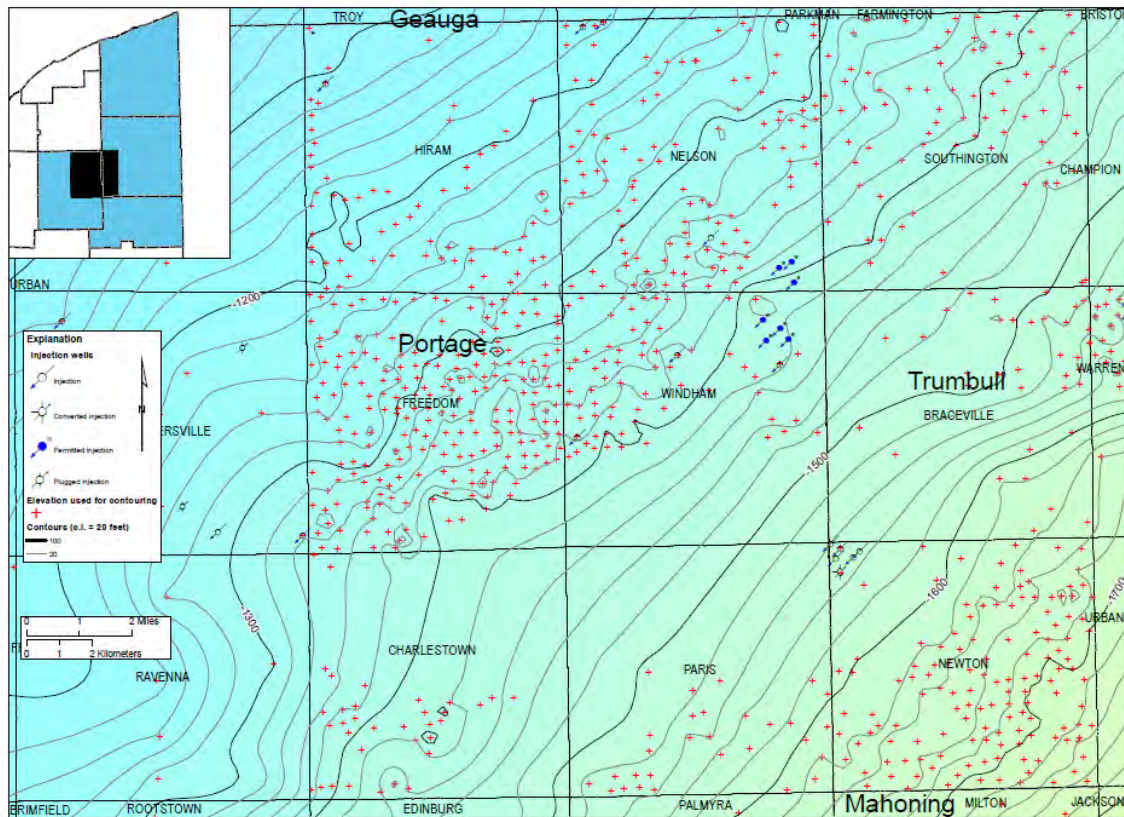 TROY
Geauga
PARKMAN
FARMINGTON
HIRAM
NELSON
SOUTHINGTON
CHAMPION
URBAN
-1200
Explanation
Injection wells
Injection
Converted injection
Permitted injection
Plugged injection
Elevation used for contouring
Contours (c.i. = 20 feet)
100
20
N
Portage
FREEDOM
WINDHAM
Trumbull
BRACEVILLE
WARREN
ERSVILLE
-1500
0 1 2 Miles
0 1 2 Kilometers
-1300
-1600
-1700
URBAN
RAVENNA
CHARLESTOWN
PARIS
NEWTON
BRIMFIELD
ROOTSTOWN
EDINBURG
PALMYRA
Mahoning
MILTON
JACKSON